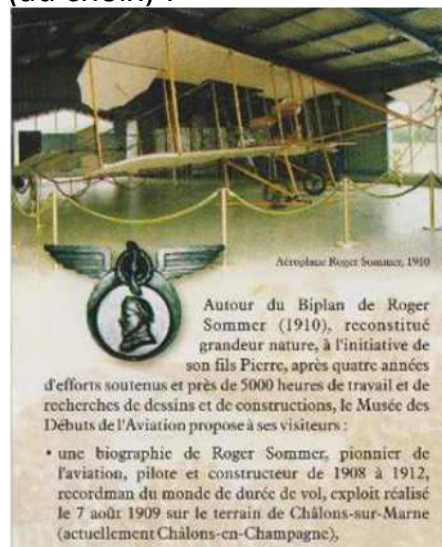 (au choix) :
Aéroplane Roger Sommer, 1910
Autour du Biplan de Roger
Sommer (1910), reconstitué
grandeur nature, à l'initiative de
son fils Pierre, après quatre années
d'efforts soutenus et près de 5000 heures de travail et de
recherches de dessins et de constructions, le Musée des
Débuts de l'Aviation propose à ses visiteurs :
• une biographie de Roger Sommer, pionnier de
l'aviation, pilote et constructeur de 1908 à 1912,
recordman du monde de durée de vol, exploit réalisé
le 7 août 1909 sur le terrain de Châlons-sur-Marne
(actuellement Châlons-en-Champagne),